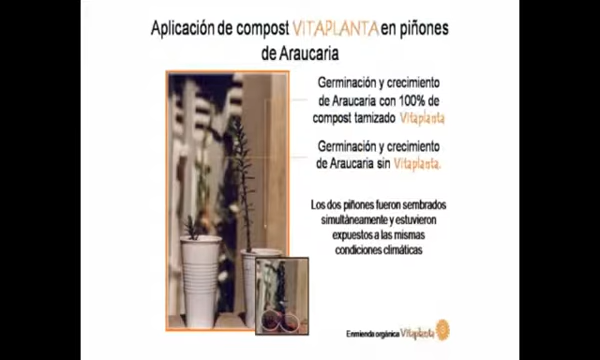 Aplicación de compost VITAPLANTA en piñones
de Araucaria
Germinación y crecimiento
de Araucaria con 100% de
compost tamizado Vitaplanta
Germinación y crecimiento
de Araucaria sin Vitaplanta.
Los dos piñones fueron sembrados
simultáneamente y estuvieron
expuestos a las mismas
condiciones climáticas
Enmienda orgánica Vitaplanta